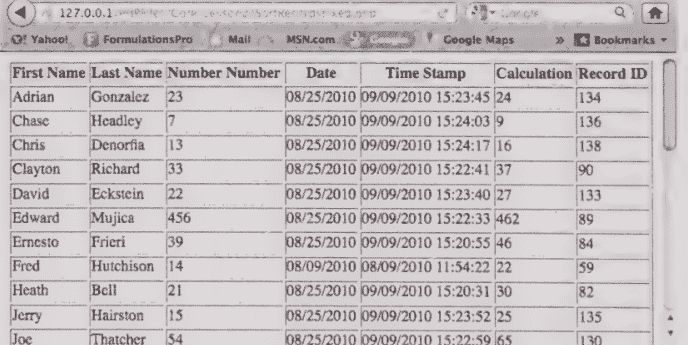 127.0.0.1
Yahoo! FormulationsPro Mail MSN.com Google Maps » Bookmarks
First Name Last Name Number Number Date Time Stamp Calculation Record ID
Adrian Gonzalez 23 08/25/2010 09/09/2010 15:23:45 24 134
Chase Headley 7 08/25/2010 09/09/2010 15:24:03 9 136
Chris Denorfia 13 08/25/2010 09/09/2010 15:24:17 16 138
Clayton Richard 33 08/25/2010 09/09/2010 15:22:41 37 90
David Eckstein 22 08/25/2010 09/09/2010 15:23:40 27 133
Edward Mujica 456 08/25/2010 09/09/2010 15:22:33 462 89
Ernesto Frieri 39 08/25/2010 09/09/2010 15:20:55 46 84
Fred Hutchison 14 08/09/2010 08/09/2010 11:54:22 22 59
Heath Bell 21 08/25/2010 09/09/2010 15:20:31 30 82
Jerry Hairston 15 08/25/2010 09/09/2010 15:23:52 25 135
Joe Thatcher 54 08/25/2010 09/09/2010 15:22:59 65 130